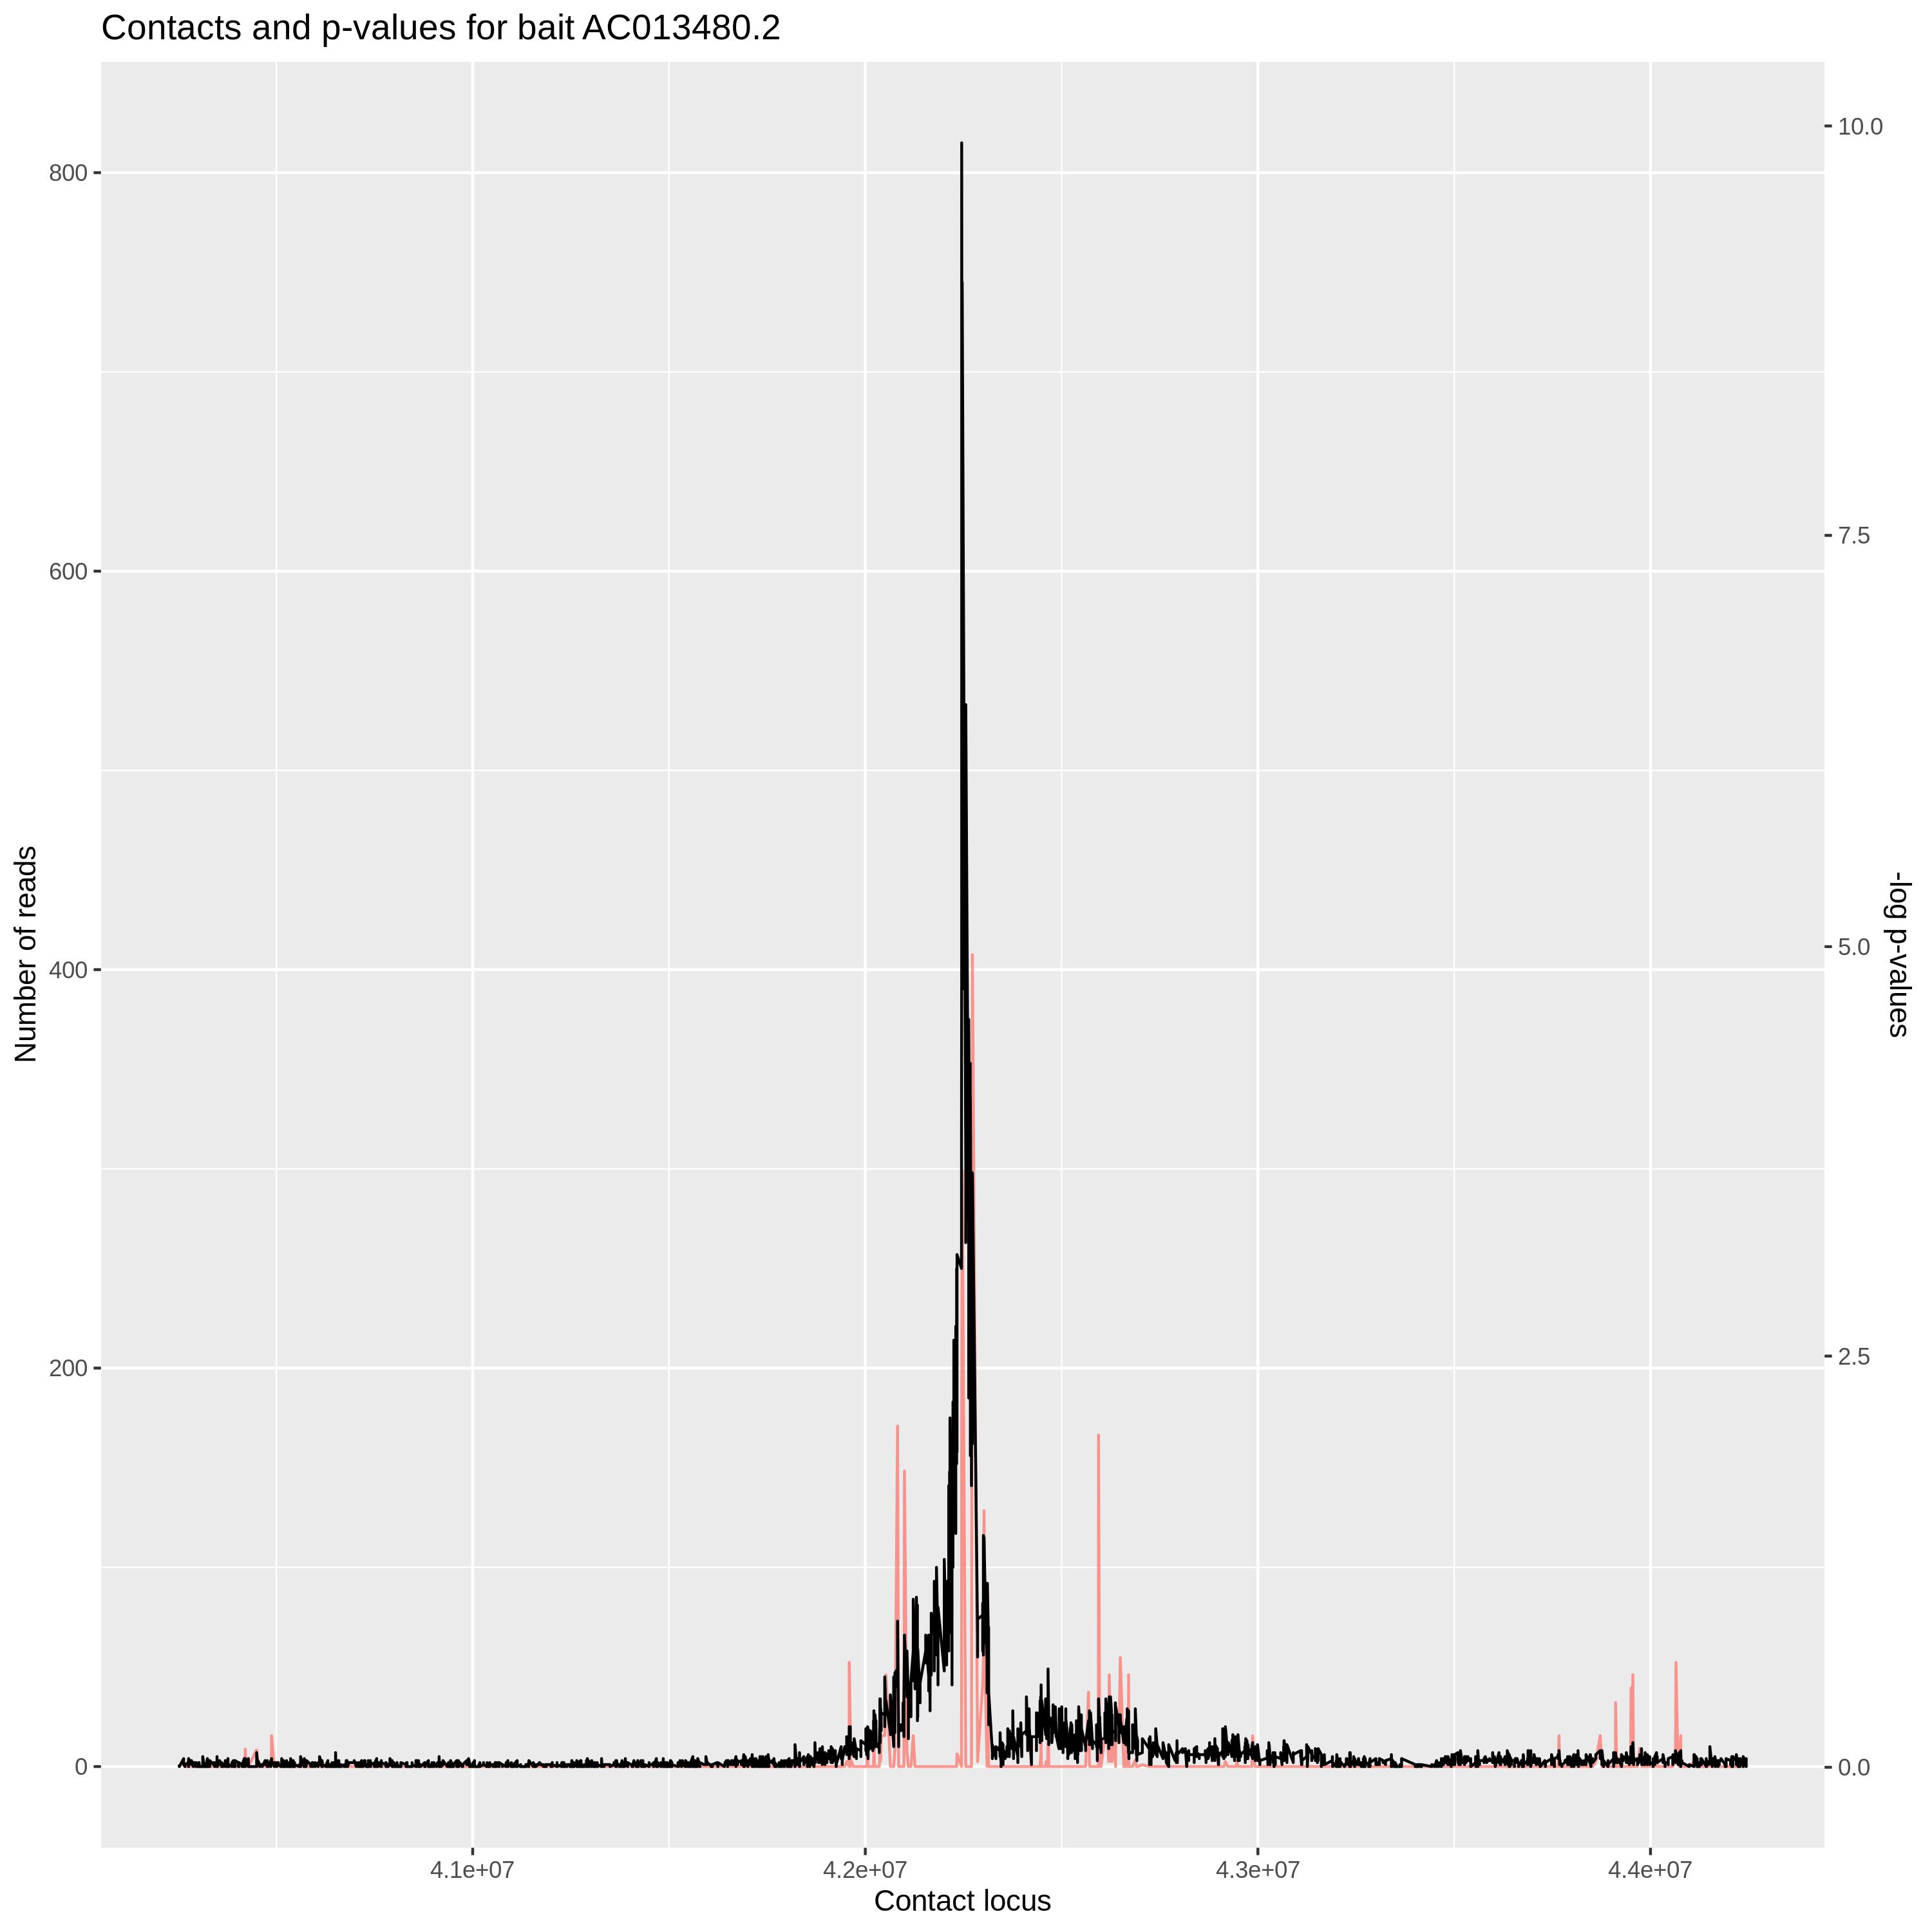 Contacts and p-values for bait AC013480.2
800
600
400
200
0
10.0
7.5
5.0
2.5
0.0
Number of reads
-log p-values
4.1e+07
4.2e+07
4.3e+07
4.4e+07
Contact locus